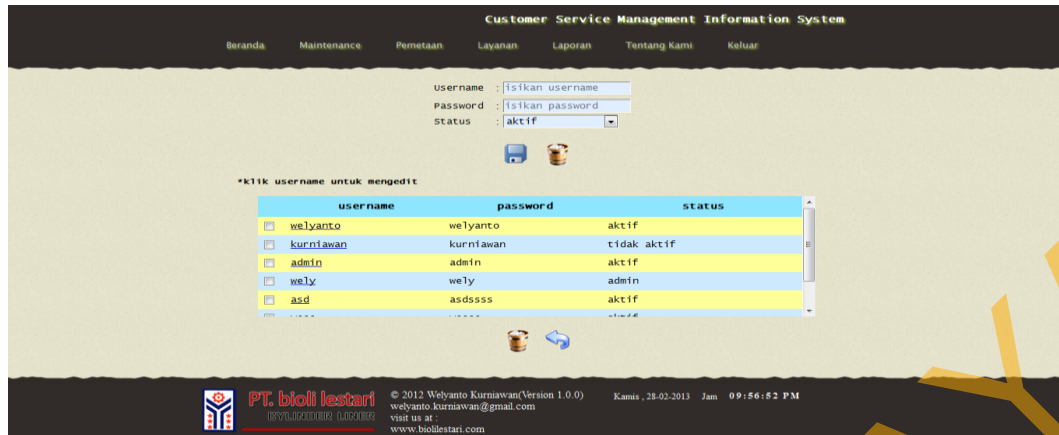 Customer Service Management Information System
Beranda Maintenance Pemetaan Layanan Laporan Tentang Kami Keluar
Username : isikan username
Password : isikan password
Status : aktif
*klik username untuk mengedit
username password status
welyanto welyanto aktif
kurniawan kurniawan tidak aktif
admin admin aktif
wely wely admin
asd asdssss aktif
PT. bioli lestari
CYLINDER LINER
© 2012 Welyanto Kurniawan(Version 1.0.0)
welyanto.kurniawan@gmail.com
visit us at :
www.biolilestari.com
Kamis , 28-02-2013 Jam 09:56:52 PM